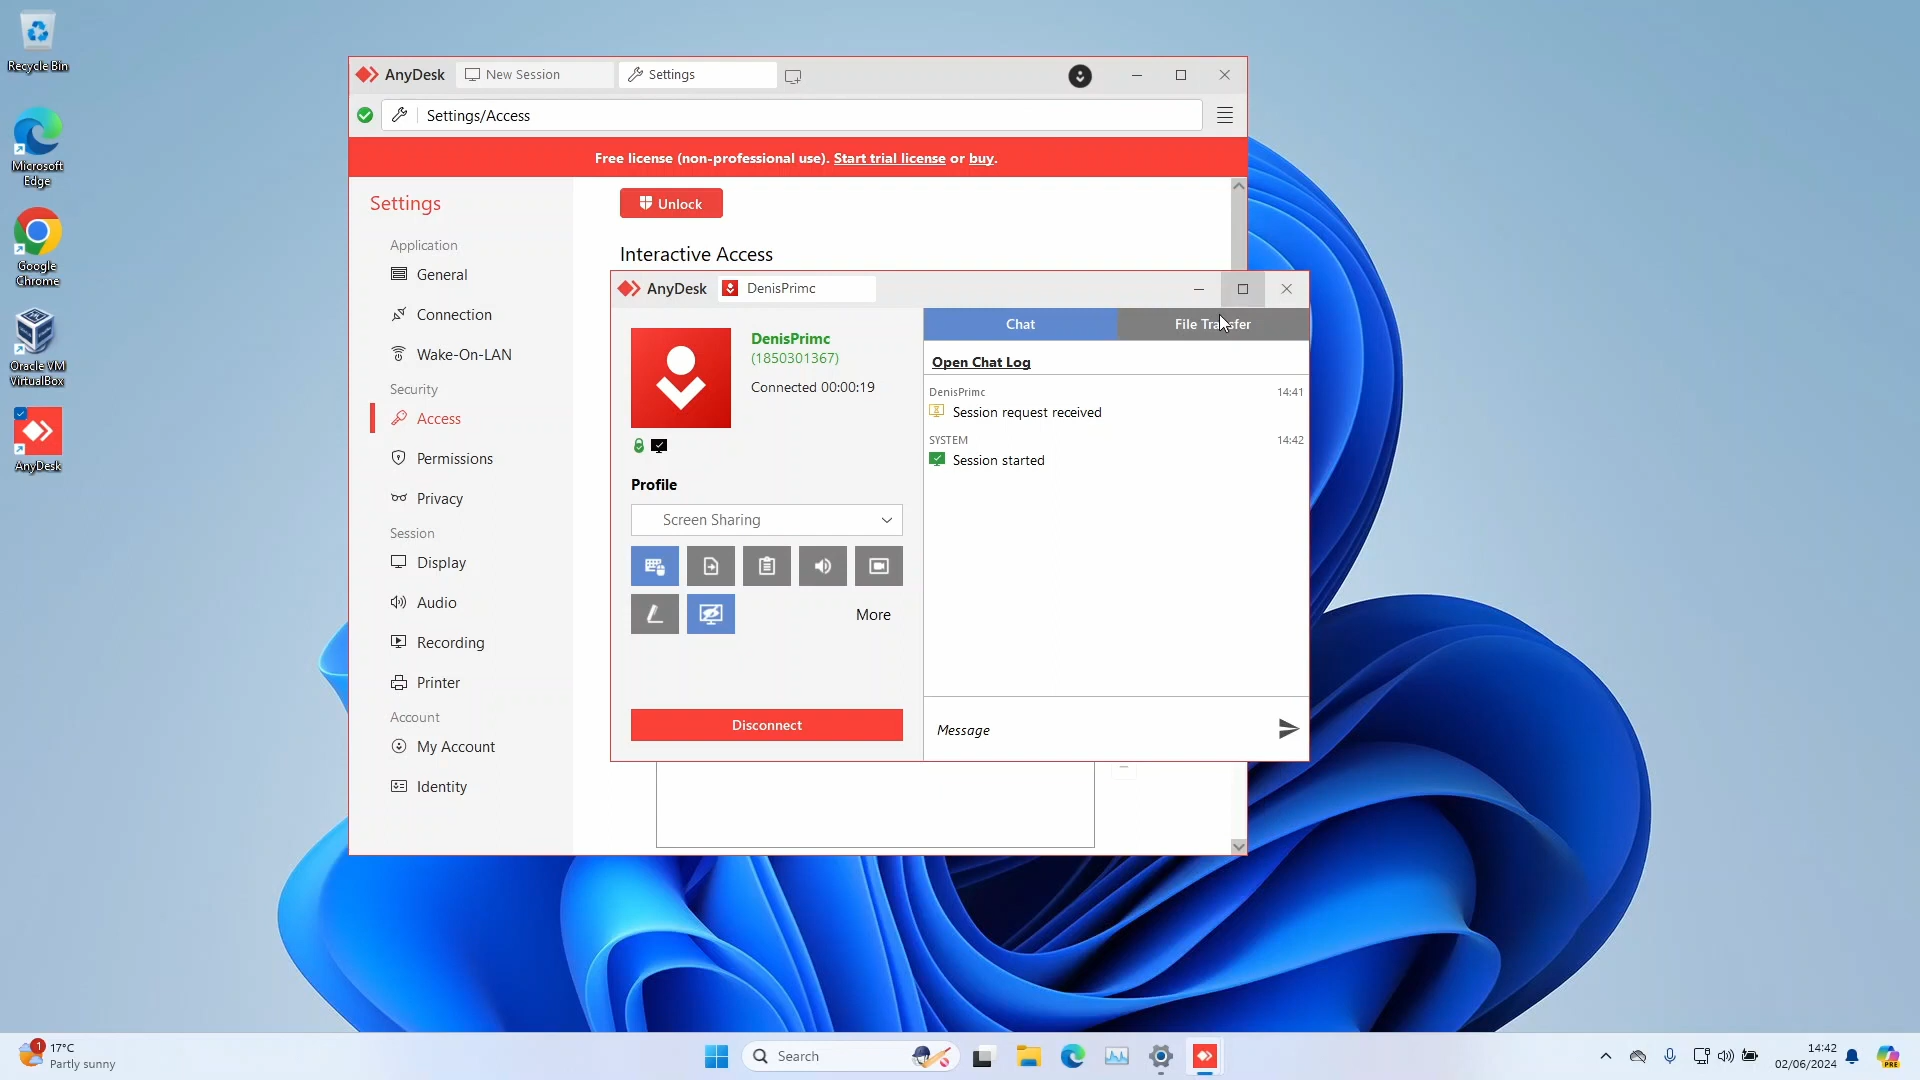 Recycle Bin
Microsoft
Edge
Google
Chrome
Oracle VM
VirtualBox
AnyDesk
AnyDesk
New Session
Settings
Settings/Access
Free license (non-professional use). Start trial license or buy.
Settings
Application
General
Connection
Wake-On-LAN
Security
Access
Permissions
Privacy
Session
Display
Audio
Recording
Printer
Account
My Account
Identity
Unlock
Interactive Access
AnyDesk
DenisPrimc
DenisPrimc
(1850301367)
Connected 00:00:19
Profile
Screen Sharing
More
Disconnect
Chat
File Transfer
Open Chat Log
DenisPrimc 14:41
Session request received
SYSTEM 14:42
Session started
Message
1
17°C
Partly sunny
Search
14:42
02/06/2024
PRE